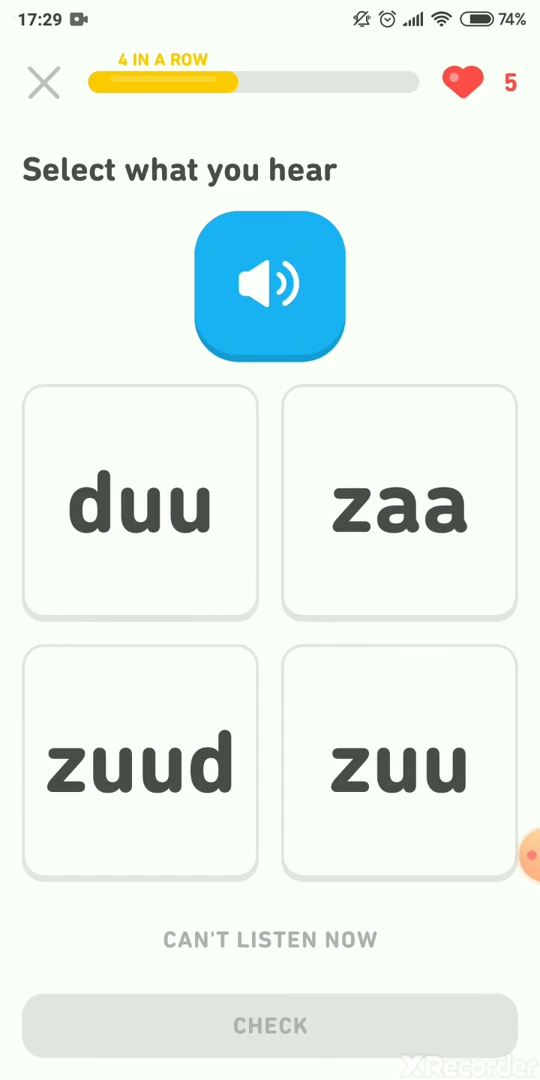 17:29 74%
4 IN A ROW
5
Select what you hear
duu zaa
zuud zuu
CAN'T LISTEN NOW
CHECK
XRecorder